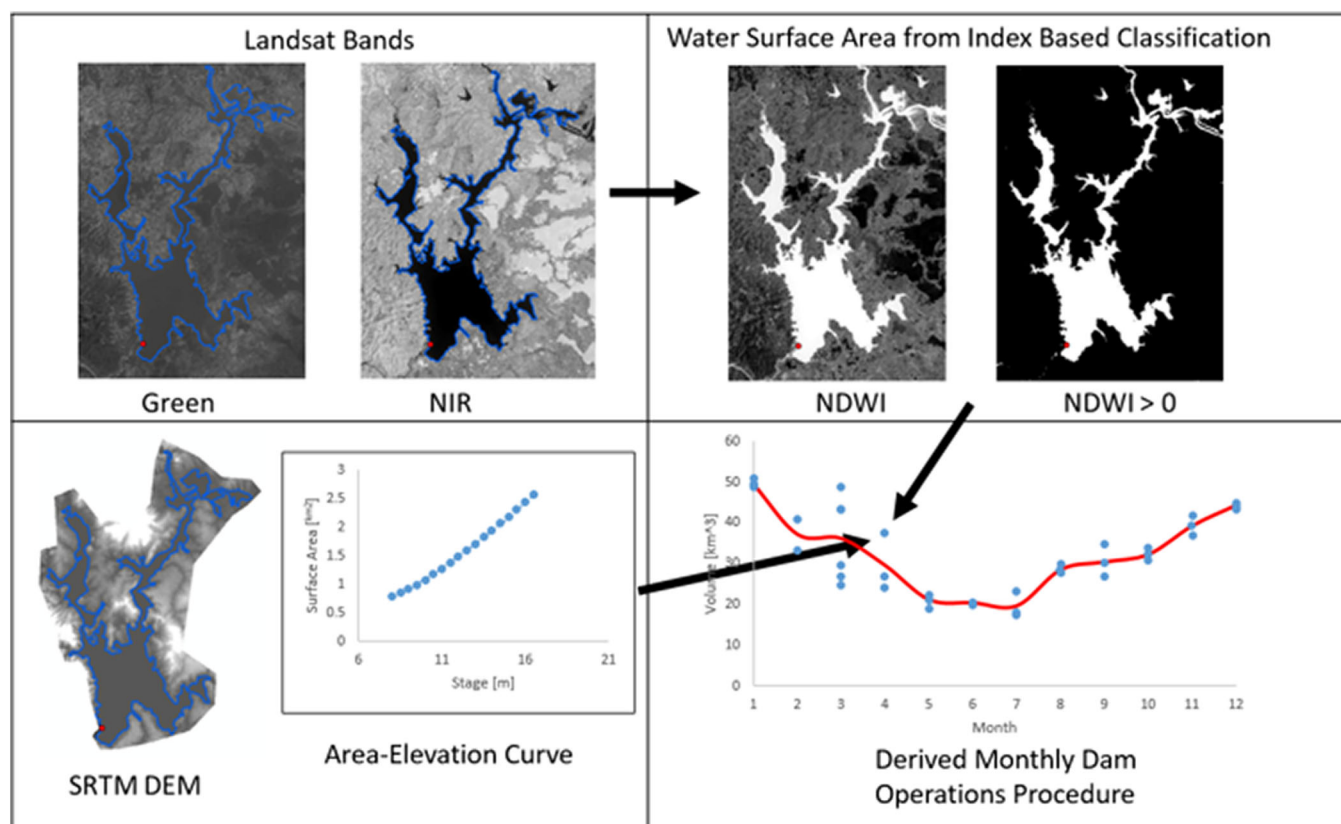 Landsat Bands
Green
NIR
Water Surface Area from Index Based Classification
NDWI
NDWI > 0
SRTM DEM
3
2.5
2
1.5
1
0.5
0
Surface Area [km²]
6 11 16 21
Stage [m]
Area-Elevation Curve
60
50
40
30
20
10
0
Volume [km^3]
1 2 3 4 5 6 7 8 9 10 11 12
Month
Derived Monthly Dam
Operations Procedure